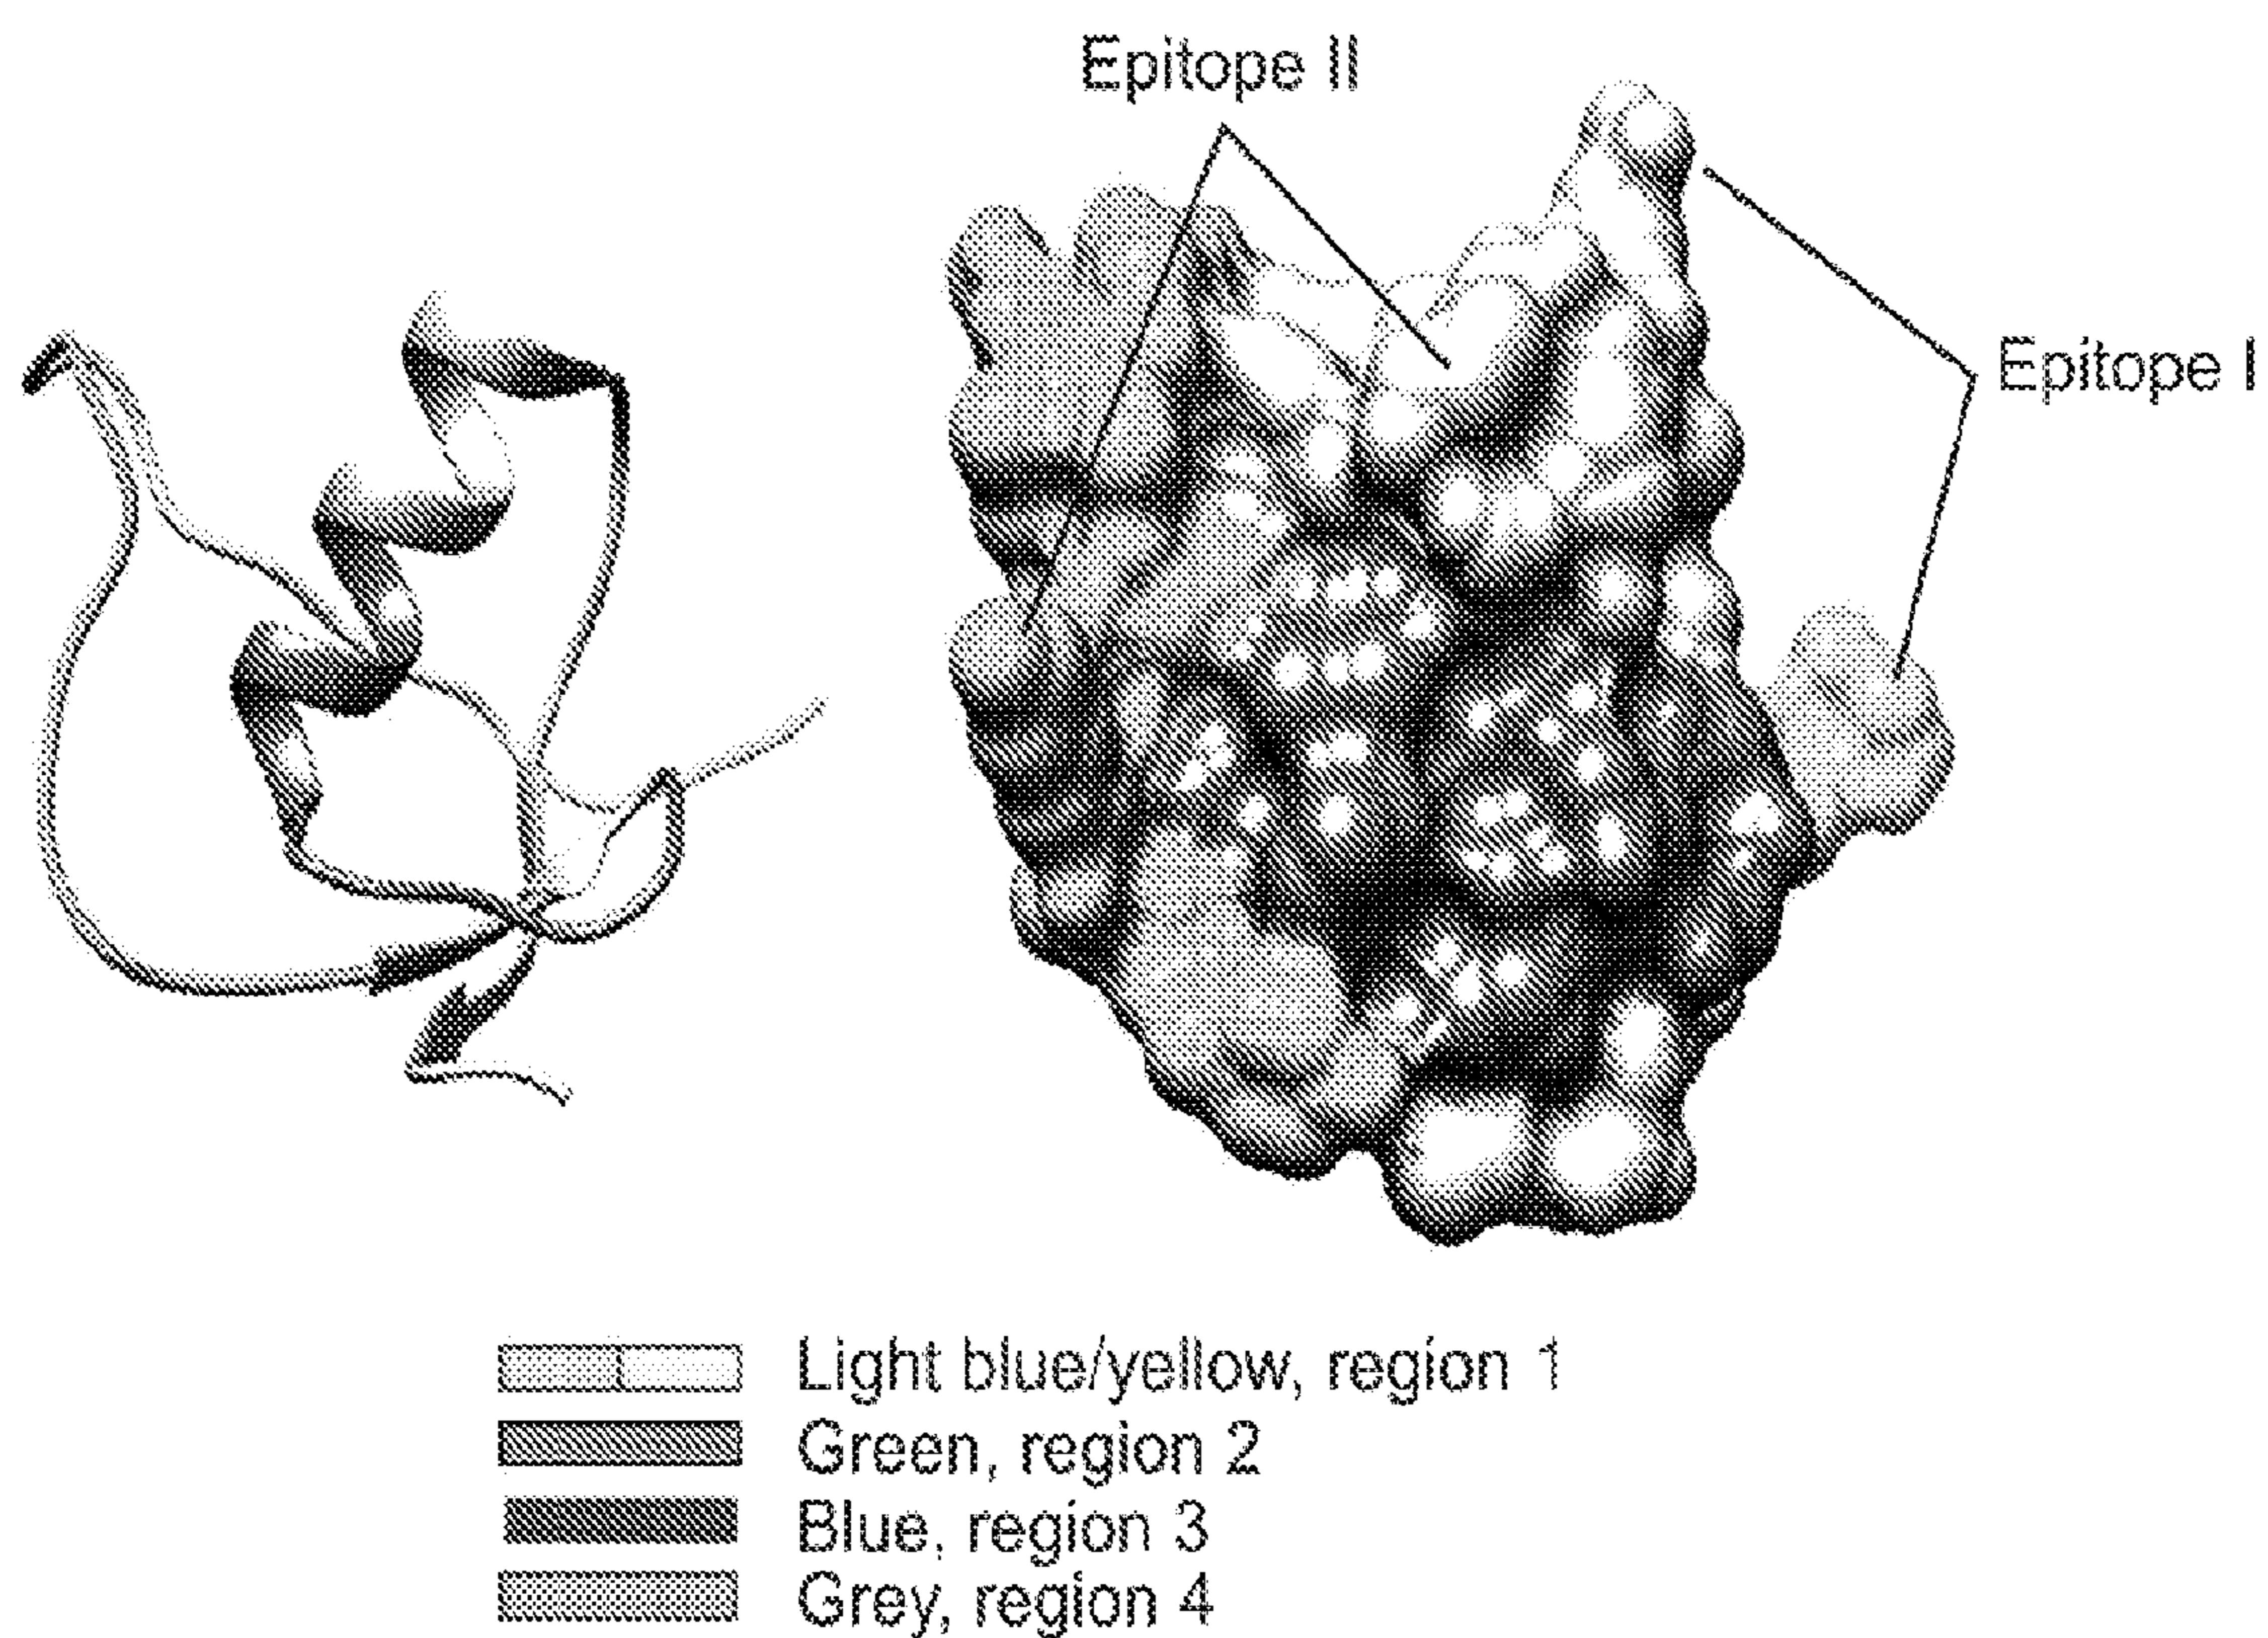 Epitope II
Epitope I
Light blue/yellow, region 1
Green, region 2
Blue, region 3
Grey, region 4